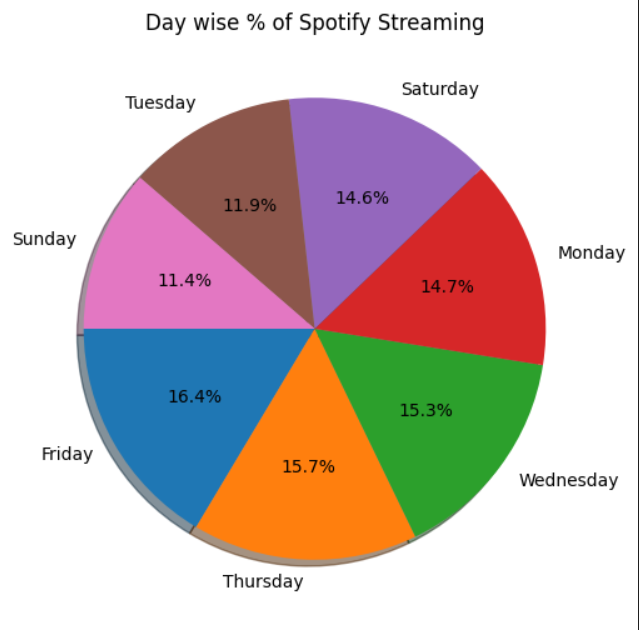 Day wise % of Spotify Streaming
Saturday
Tuesday
14.6%
11.9%
Sunday
Monday
11.4%
14.7%
16.4%
15.3%
Friday
15.7%
Wednesday
Thursday